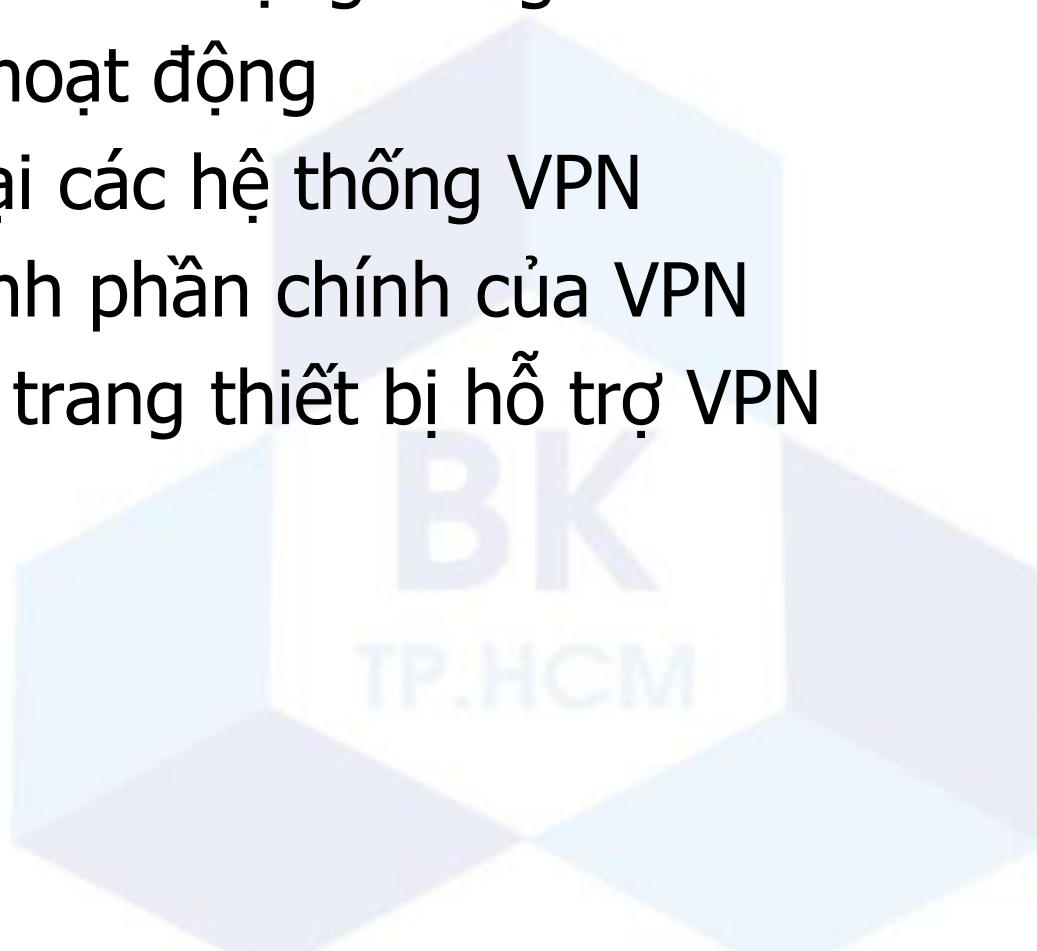 hoạt động
ại các hệ thống VPN
nh phần chính của VPN
trang thiết bị hỗ trợ VPN
BK
TP.HCM